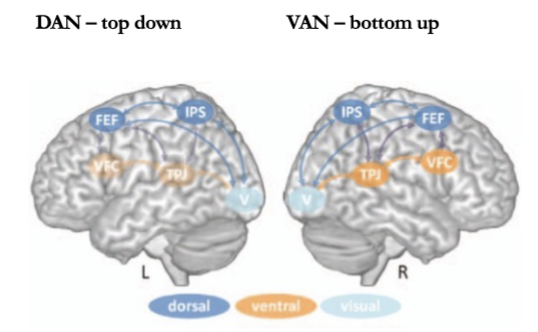 DAN – top down
VAN – bottom up
FEF
IPS
VFC
TPJ
V
IPS
FEF
VFC
TPJ
V
L
R
dorsal
ventral
visual